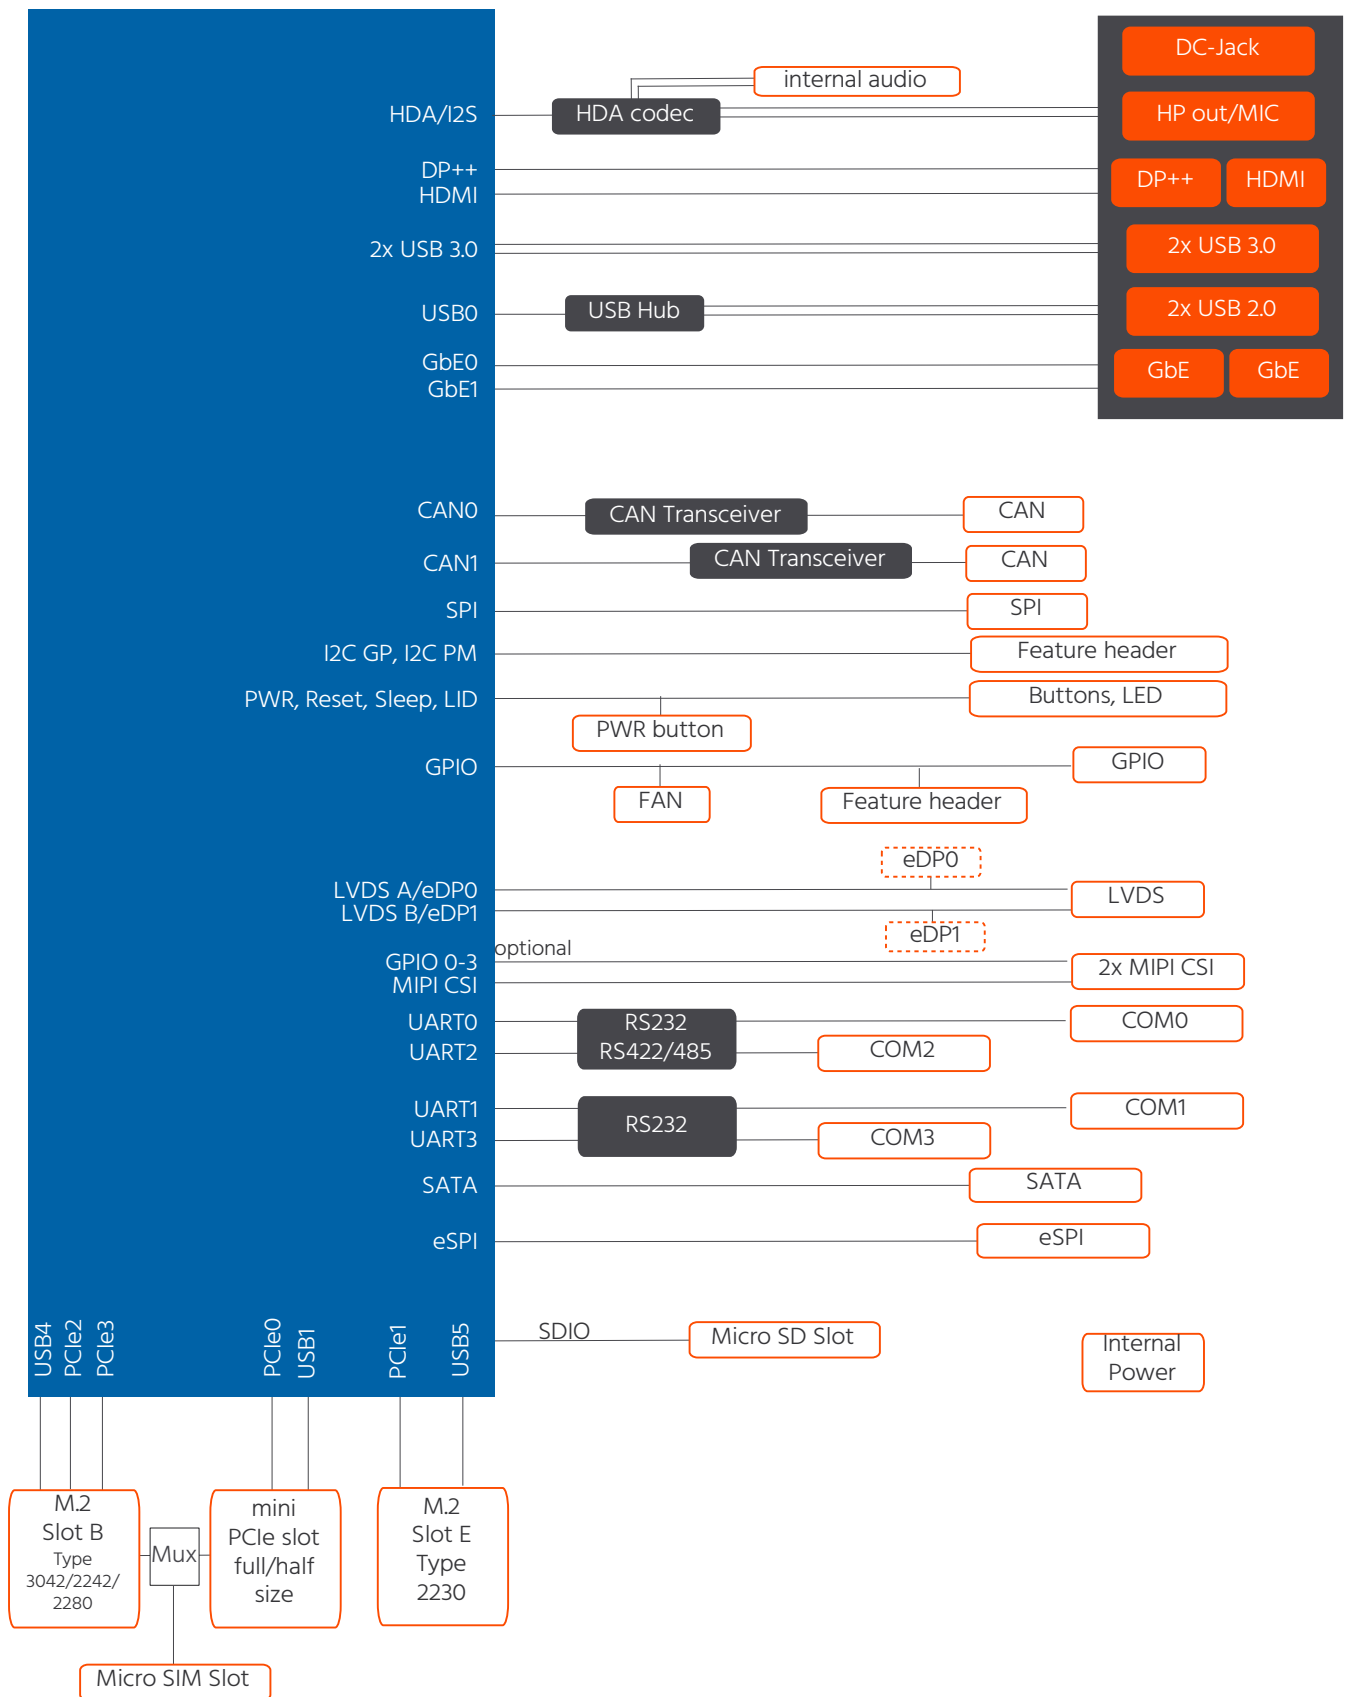 DC-Jack
internal audio
HDA/I2S
HDA codec
HP out/MIC
DP++
HDMI
DP++
HDMI
2x USB 3.0
2x USB 3.0
USB0
USB Hub
2x USB 2.0
GbE0
GbE1
GbE
GbE
CAN0
CAN Transceiver
CAN
CAN1
CAN Transceiver
CAN
SPI
SPI
I2C GP, I2C PM
Feature header
PWR, Reset, Sleep, LID
Buttons, LED
PWR button
GPIO
GPIO
FAN
Feature header
eDP0
LVDS A/eDP0
LVDS B/eDP1
LVDS
eDP1
optional
GPIO 0-3
MIPI CSI
2x MIPI CSI
UART0
UART2
RS232
RS422/485
COM0
COM2
UART1
UART3
RS232
COM1
COM3
SATA
SATA
eSPI
eSPI
SDIO
Micro SD Slot
Internal
Power
USB4
PCIe2
PCIe3
PCIe0
USB1
PCIe1
USB5
M.2
Slot B
Type
3042/2242/
2280
Mux
mini
PCIe slot
full/half
size
M.2
Slot E
Type
2230
Micro SIM Slot